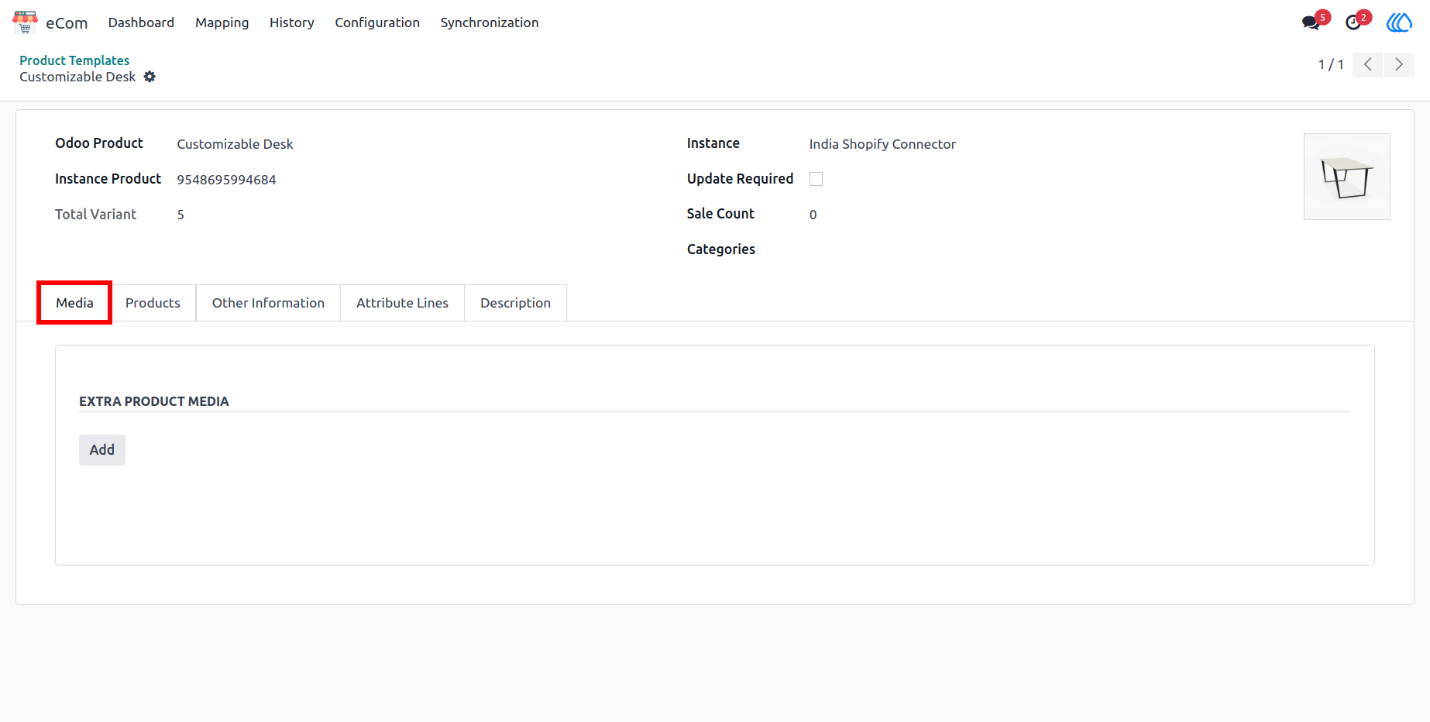 eCom Dashboard Mapping History Configuration Synchronization 5 2
Product Templates
Customizable Desk
1 / 1
Odoo Product Customizable Desk
Instance Product 9548695994684
Total Variant 5
Instance India Shopify Connector
Update Required
Sale Count 0
Categories
Media Products Other Information Attribute Lines Description
EXTRA PRODUCT MEDIA
Add